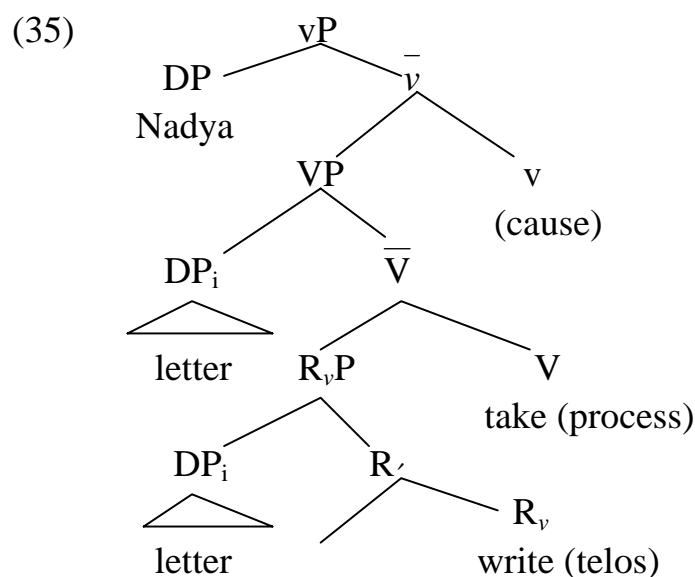 (35)
vP
DP v̅
Nadya
VP v
(cause)
DPi V̅
letter RvP V
take (process)
DPi R′
Rv
letter write (telos)